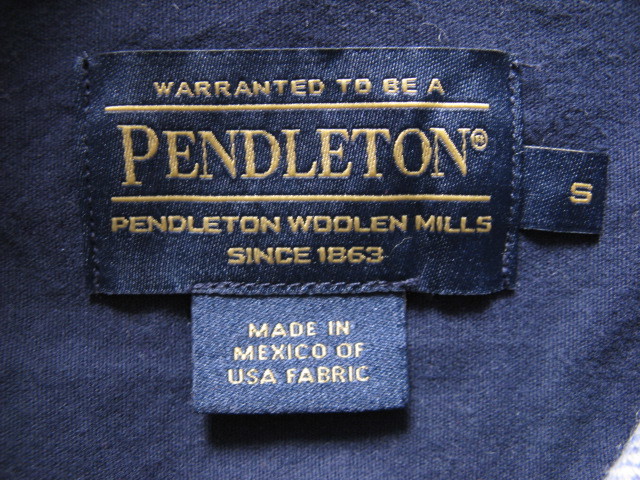 WARRANTED TO BE A
PENDLETON®
PENDLETON WOOLEN MILLS
SINCE 1863
S
MADE IN
MEXICO OF
USA FABRIC